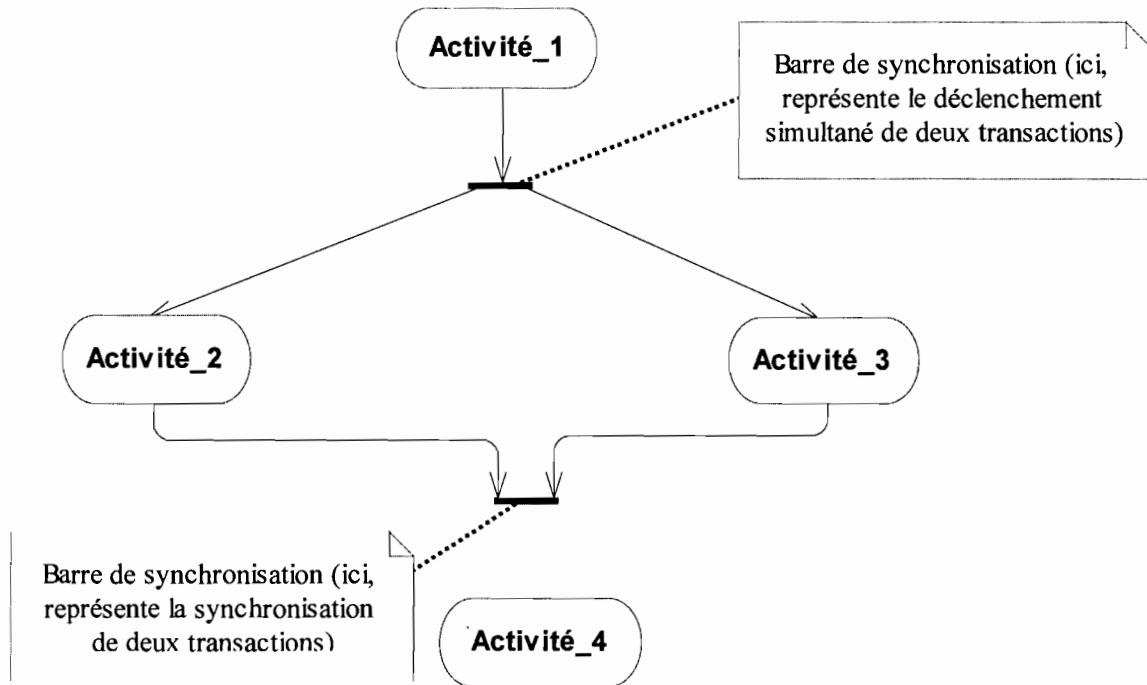 Activité_1
Barre de synchronisation (ici,
représente le déclenchement
simultané de deux transactions)
Activité_2
Activité_3
Barre de synchronisation (ici,
représente la synchronisation
de deux transactions)
Activité_4